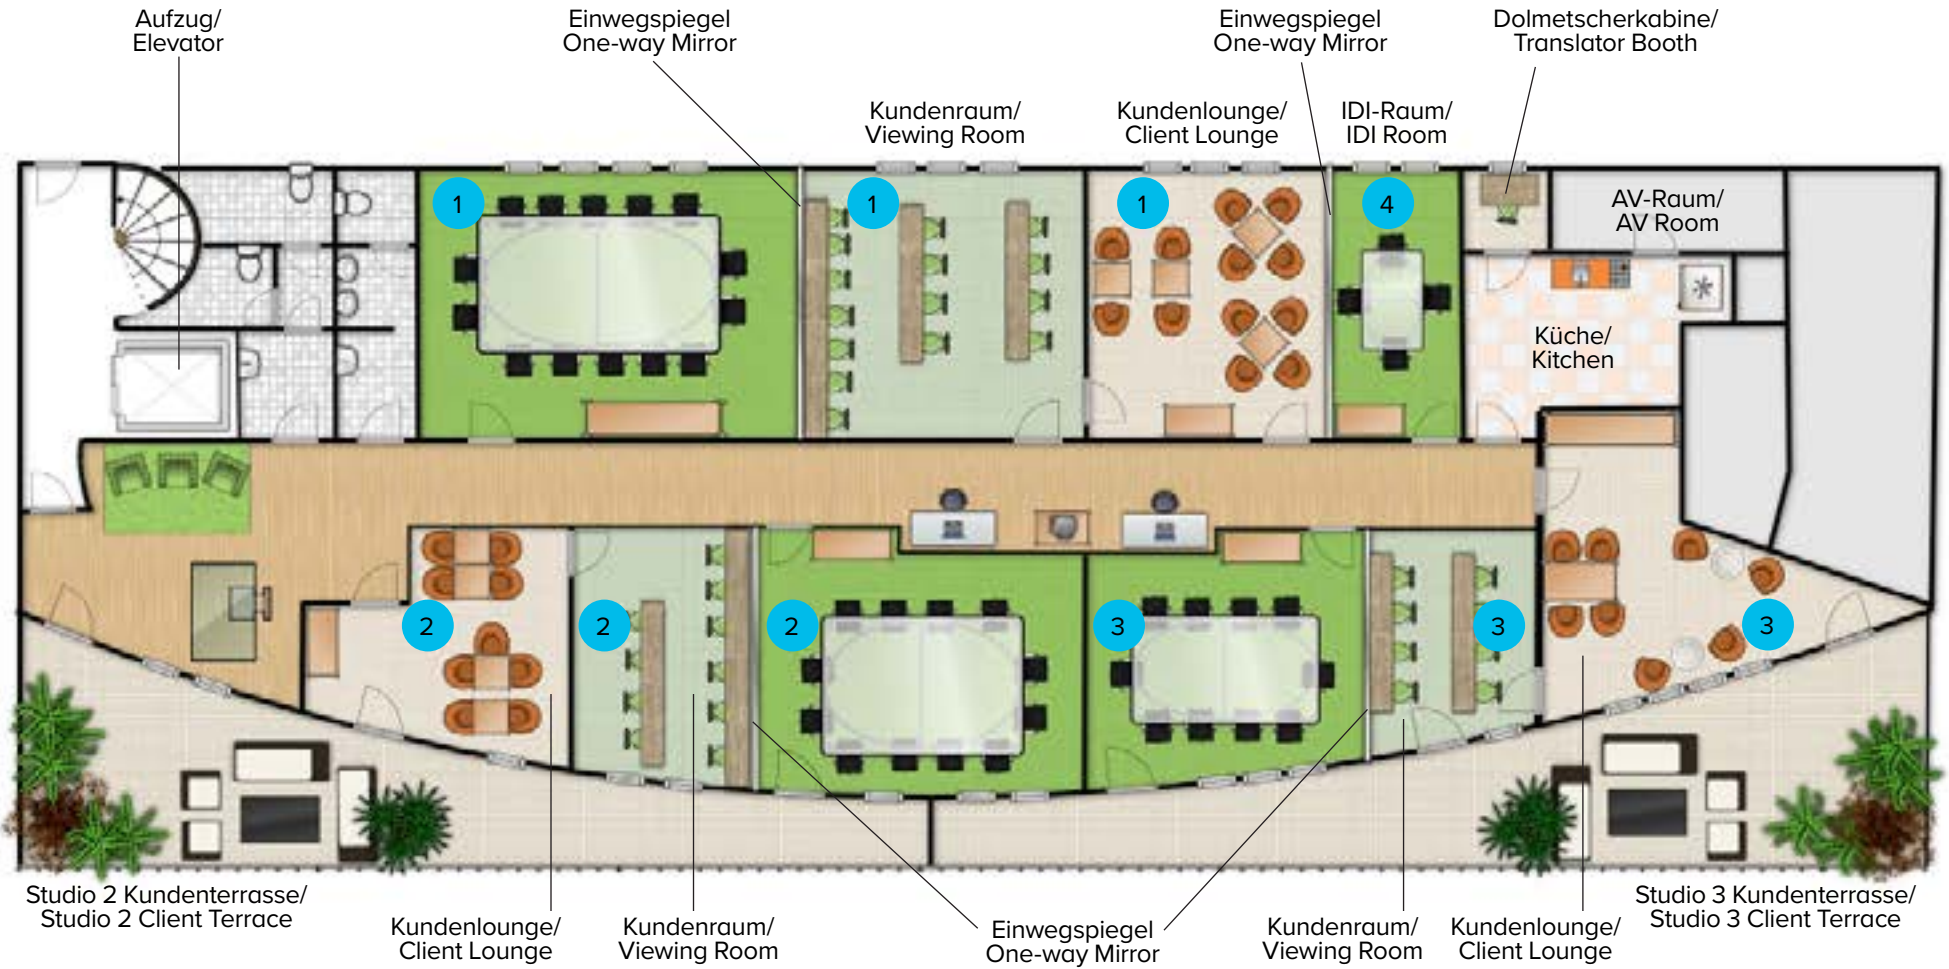 Aufzug/
Elevator
Einwegspiegel
One-way Mirror
Einwegspiegel
One-way Mirror
Dolmetscherkabine/
Translator Booth
Kundenraum/
Viewing Room
Kundenlounge/
Client Lounge
IDI-Raum/
IDI Room
1
1
1
4
AV-Raum/
AV Room
Küche/
Kitchen
2
2
2
3
3
3
Studio 2 Kundenterrasse/
Studio 2 Client Terrace
Kundenlounge/
Client Lounge
Kundenraum/
Viewing Room
Einwegspiegel
One-way Mirror
Kundenraum/
Viewing Room
Kundenlounge/
Client Lounge
Studio 3 Kundenterrasse/
Studio 3 Client Terrace